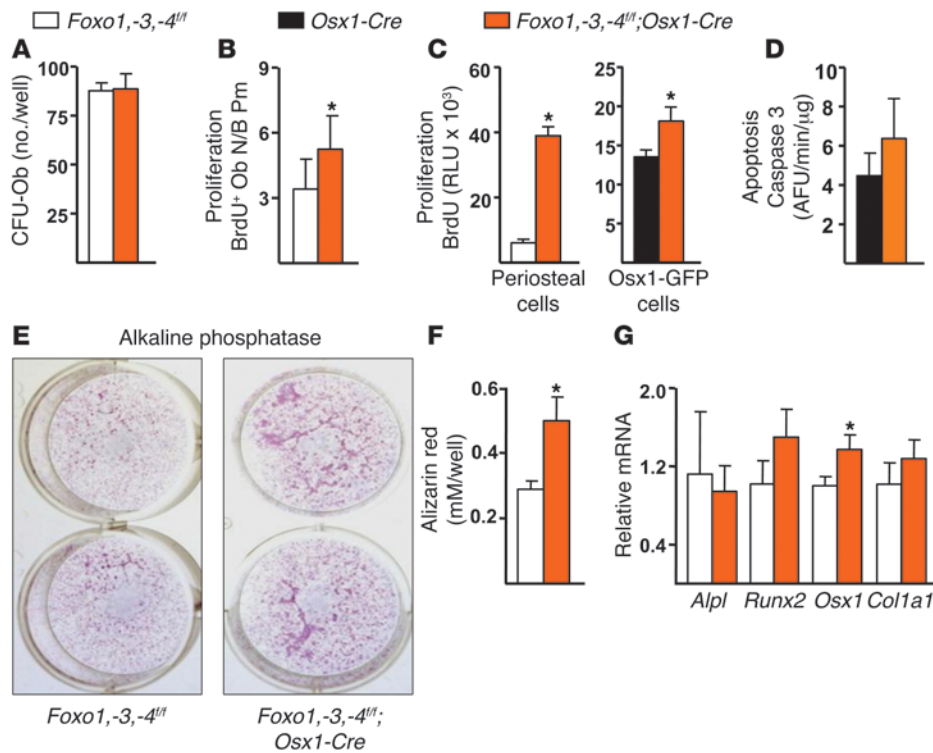 Foxo1,-3,-4f/f
Osx1-Cre
Foxo1,-3,-4f/f;Osx1-Cre
A
CFU-Ob (no./well)
100
75
50
25
B
Proliferation
BrdU+ Ob N/B Pm
9
6
3
*
C
Proliferation
BrdU (RLU x 10³)
60
40
20
*
Periosteal
cells
25
20
15
10
5
*
Osx1-GFP
cells
D
Apoptosis
Caspase 3
(AFU/min/µg)
8
6
4
2
E
Alkaline phosphatase
Foxo1,-3,-4f/f
Foxo1,-3,-4f/f;
Osx1-Cre
F
Alizarin red
(mM/well)
0.6
0.4
0.2
*
G
Relative mRNA
2.0
1.2
0.4
*
Alpl Runx2 Osx1 Col1a1